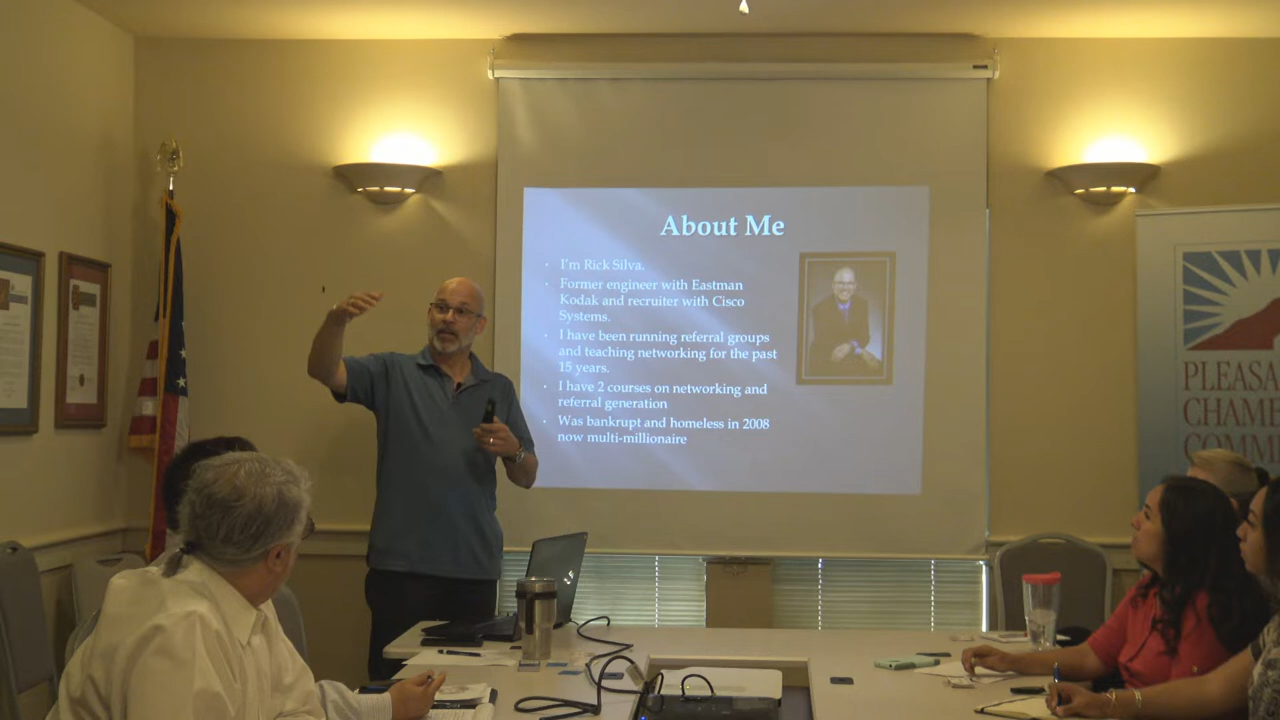 About Me
I'm Rick Silva.
Former engineer with Eastman
Kodak and recruiter with Cisco
Systems.
I have been running referral groups
and teaching networking for the past
15 years.
I have 2 courses on networking and
referral generation
Was bankrupt and homeless in 2008
now multi-millionaire
PLEASA
CHAMB
COMM